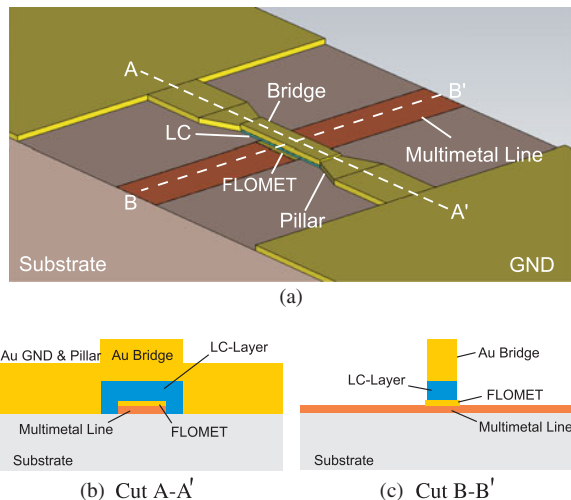 A
Bridge
B'
LC
Multimetal Line
FLOMET
B
Pillar
A'
Substrate
GND
(a)
Au GND & Pillar
Au Bridge
LC-Layer
Multimetal Line
FLOMET
Substrate
(b) Cut A-A'
Au Bridge
LC-Layer
FLOMET
Multimetal Line
Substrate
(c) Cut B-B'